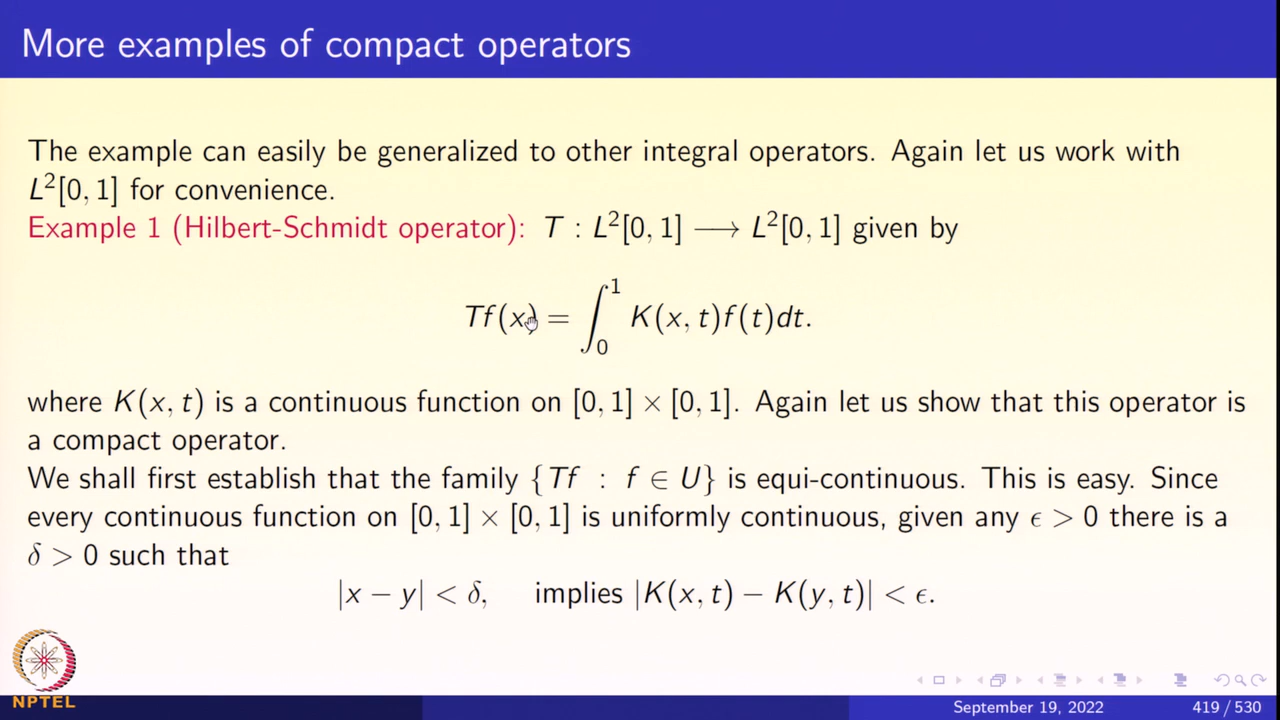 More examples of compact operators
The example can easily be generalized to other integral operators. Again let us work with
L²[0, 1] for convenience.
Example 1 (Hilbert-Schmidt operator): T : L²[0, 1] ⟶ L²[0, 1] given by
Tf(x) = ∫₀¹ K(x, t)f(t)dt.
where K(x, t) is a continuous function on [0, 1] × [0, 1]. Again let us show that this operator is
a compact operator.
We shall first establish that the family {Tf : f ∈ U} is equi-continuous. This is easy. Since
every continuous function on [0, 1] × [0, 1] is uniformly continuous, given any ϵ > 0 there is a
δ > 0 such that
|x − y| < δ, implies |K(x, t) − K(y, t)| < ϵ.
NPTEL
September 19, 2022 419 / 530